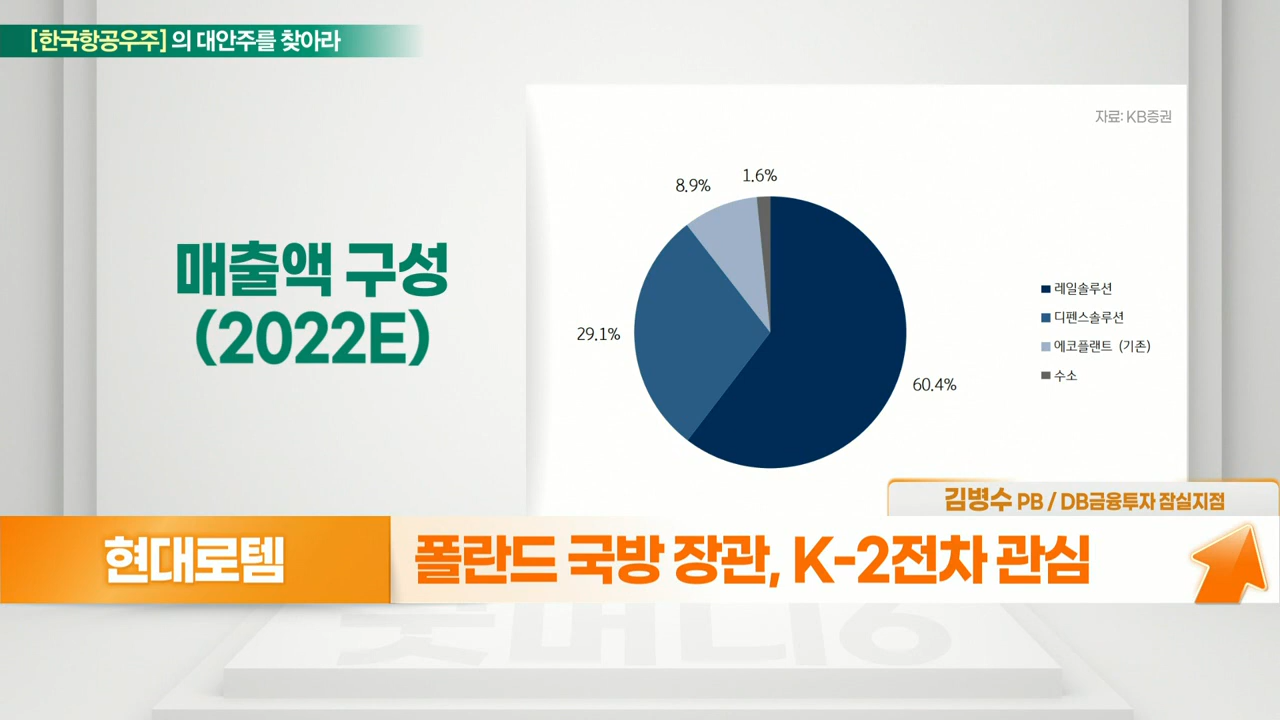 [한국항공우주] 의 대안주를 찾아라
자료: KB증권
매출액 구성
(2022E)
8.9%
1.6%
29.1%
60.4%
레일솔루션
디펜스솔루션
에코플랜트 (기존)
수소
김병수 PB / DB금융투자 잠실지점
현대로템
폴란드 국방 장관, K-2전차 관심
굿머니6